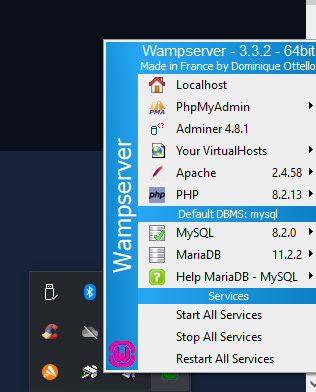 Wampserver - 3.3.2 - 64bit
Made in France by Dominique Ottello
Wampserver
Localhost
PMA
PhpMyAdmin
Adminer 4.8.1
Your VirtualHosts
Apache 2.4.58
php
PHP 8.2.13
Default DBMS: mysql
MySQL 8.2.0
MariaDB 11.2.2
Help MariaDB - MySQL
Services
Start All Services
Stop All Services
Restart All Services